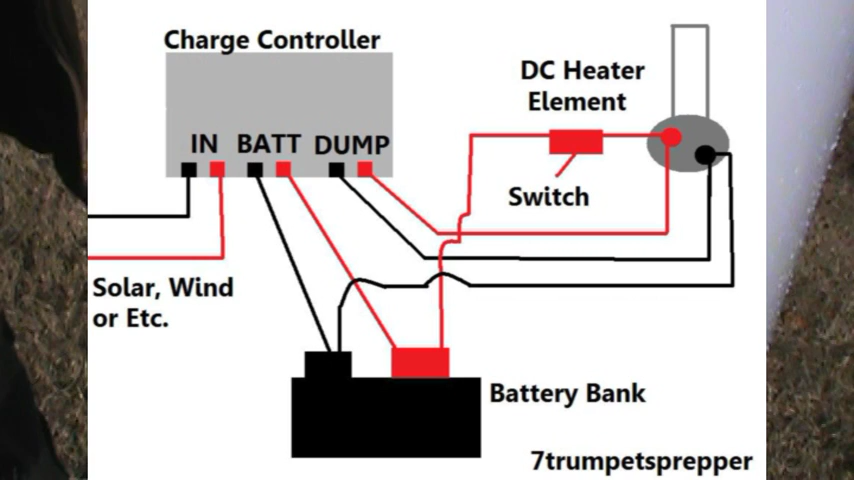 Charge Controller
IN BATT DUMP
DC Heater
Element
Switch
Solar, Wind
or Etc.
Battery Bank
7trumpetsprepper